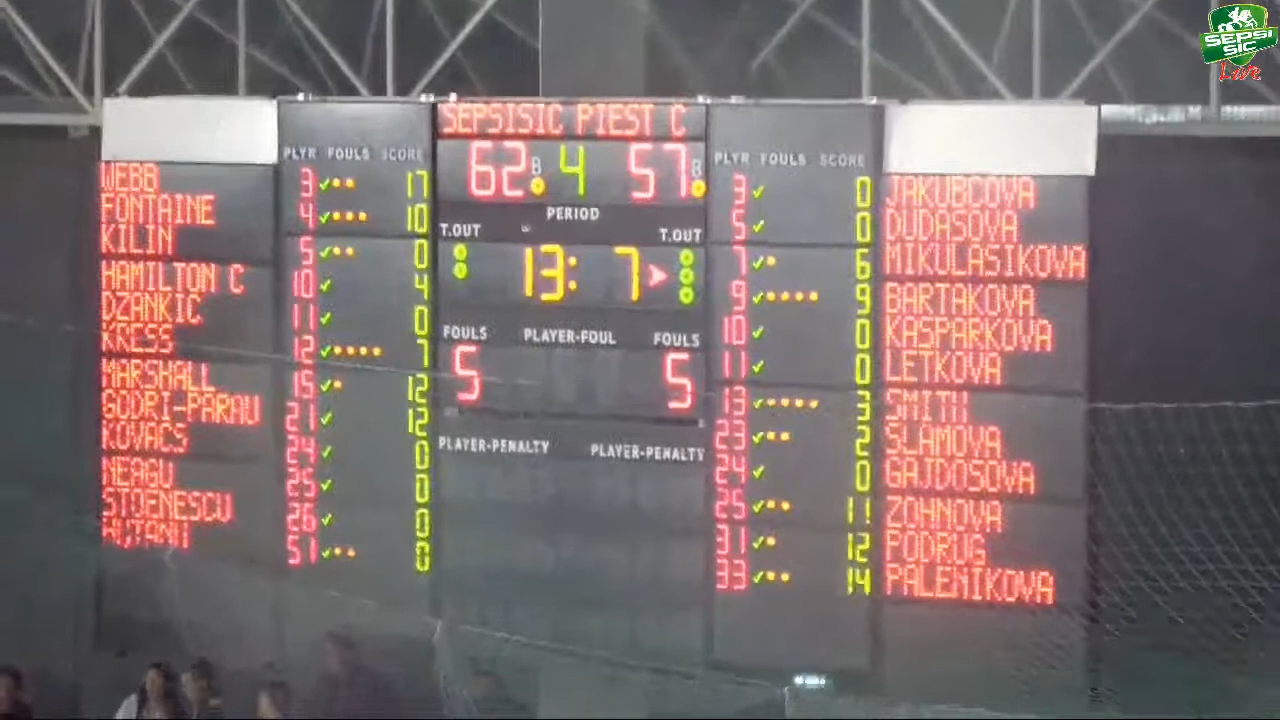 SEPSI
SIC
Live
SEPSISIC PIEST C
PLYR FOULS SCORE
62 B 4 57 B
PLYR FOULS SCORE
PERIOD
T.OUT T.OUT
13: 7
FOULS PLAYER-FOUL FOULS
5 5
PLAYER-PENALTY PLAYER-PENALTY
WEBB 3 17
FONTAINE 4 10
KILIN 5 0
HAMILTON C 10 4
DZANKIC 11 0
KRESS 12 7
MARSHALL 15 12
GODRI-PARAU 21 12
KOVACS 24 0
NEAGU 25 0
STOENESCU 26 0
51 0
3 0 JAKUBCOVA
5 0 DUDASOVA
7 6 MIKULASIKOVA
9 9 BARTAKOVA
10 0 KASPARKOVA
11 0 LETKOVA
13 3 SMITH
23 2 SLAMOVA
24 0 GAJDOSOVA
25 11 ZOHNOVA
31 12 PODRUG
33 14 PALENIKOVA